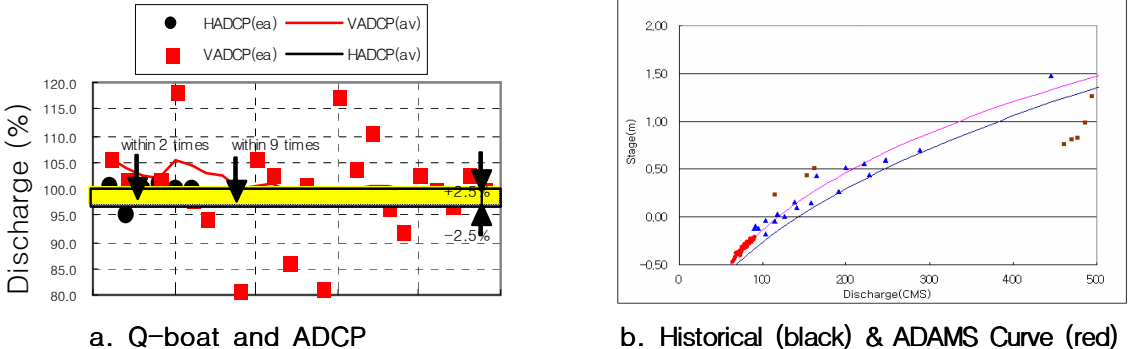 HADCP(ea) VADCP(av)
VADCP(ea) HADCP(av)
Discharge (%)
120.0
115.0
110.0
105.0
100.0
95.0
90.0
85.0
80.0
within 2 times within 9 times
+2.5%
-2.5%
a. Q-boat and ADCP
Stage(m)
2.00
1.50
1.00
0.50
0.00
-0.50
0 100 200 300 400 500
Discharge(CMS)
b. Historical (black) & ADAMS Curve (red)